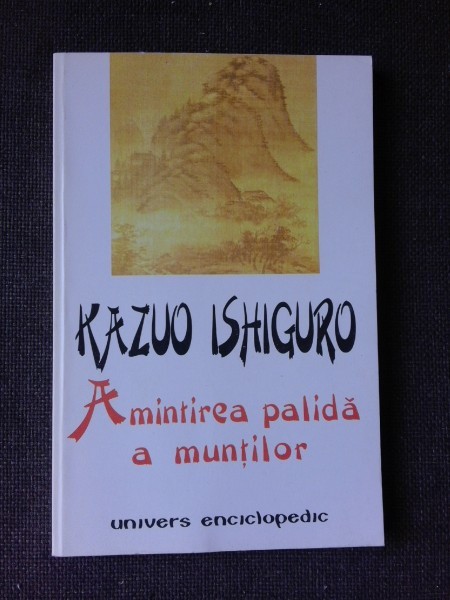 KAZUO ISHIGURO
Amintirea palidă
a munților
univers enciclopedic